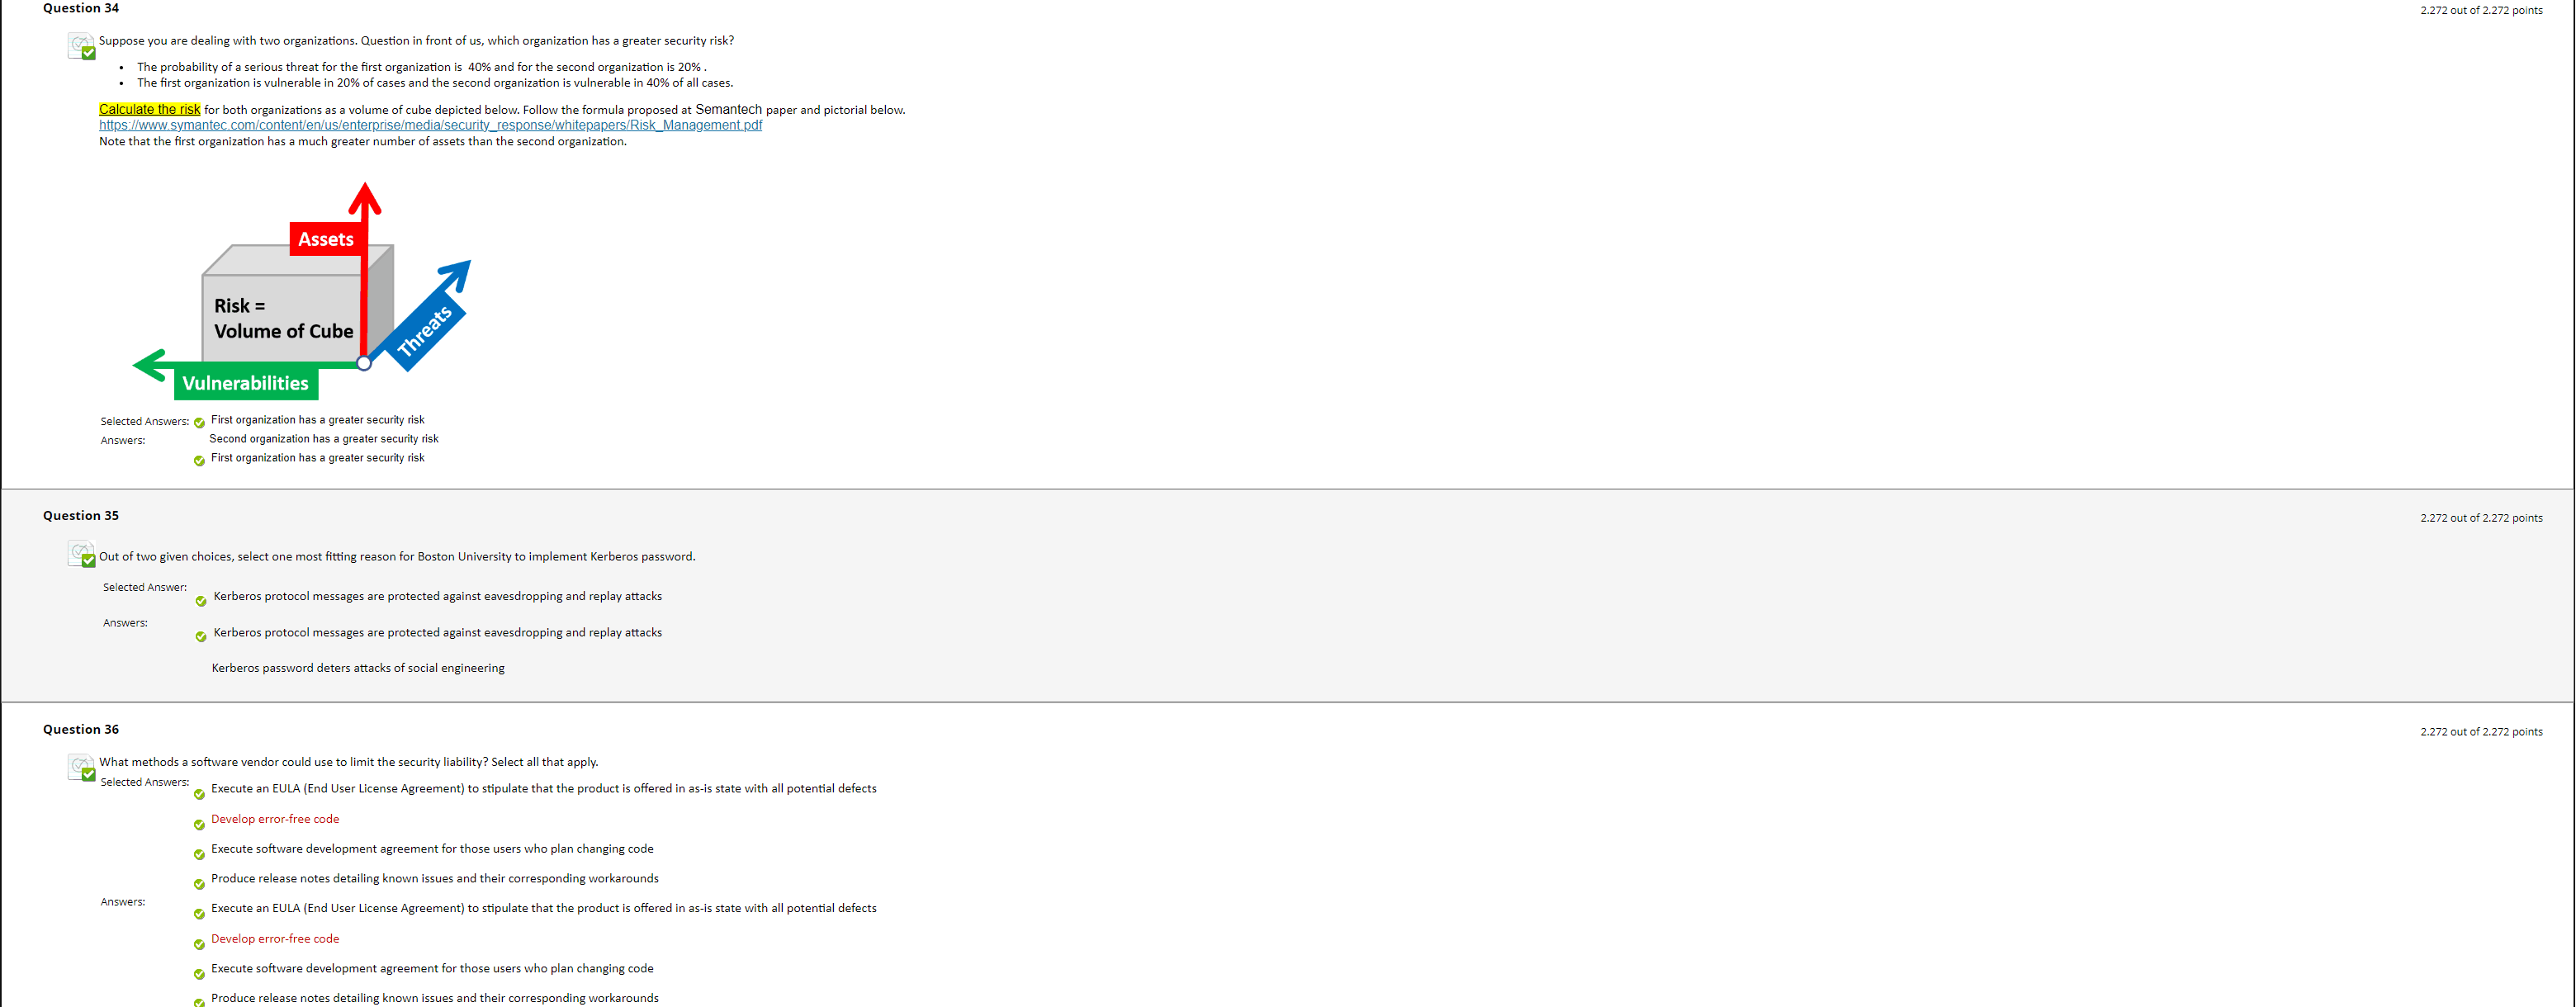 Question 34
2.272 out of 2.272 points
Suppose you are dealing with two organizations. Question in front of us, which organization has a greater security risk?
• The probability of a serious threat for the first organization is 40% and for the second organization is 20% .
• The first organization is vulnerable in 20% of cases and the second organization is vulnerable in 40% of all cases.
Calculate the risk for both organizations as a volume of cube depicted below. Follow the formula proposed at Semantech paper and pictorial below.
https://www.symantec.com/content/en/us/enterprise/media/security_response/whitepapers/Risk_Management.pdf
Note that the first organization has a much greater number of assets than the second organization.
Assets
Risk =
Volume of Cube
Threats
Vulnerabilities
Selected Answers: First organization has a greater security risk
Answers: Second organization has a greater security risk
First organization has a greater security risk
Question 35
2.272 out of 2.272 points
Out of two given choices, select one most fitting reason for Boston University to implement Kerberos password.
Selected Answer: Kerberos protocol messages are protected against eavesdropping and replay attacks
Answers: Kerberos protocol messages are protected against eavesdropping and replay attacks
Kerberos password deters attacks of social engineering
Question 36
2.272 out of 2.272 points
What methods a software vendor could use to limit the security liability? Select all that apply.
Selected Answers: Execute an EULA (End User License Agreement) to stipulate that the product is offered in as-is state with all potential defects
Develop error-free code
Execute software development agreement for those users who plan changing code
Produce release notes detailing known issues and their corresponding workarounds
Answers: Execute an EULA (End User License Agreement) to stipulate that the product is offered in as-is state with all potential defects
Develop error-free code
Execute software development agreement for those users who plan changing code
Produce release notes detailing known issues and their corresponding workarounds